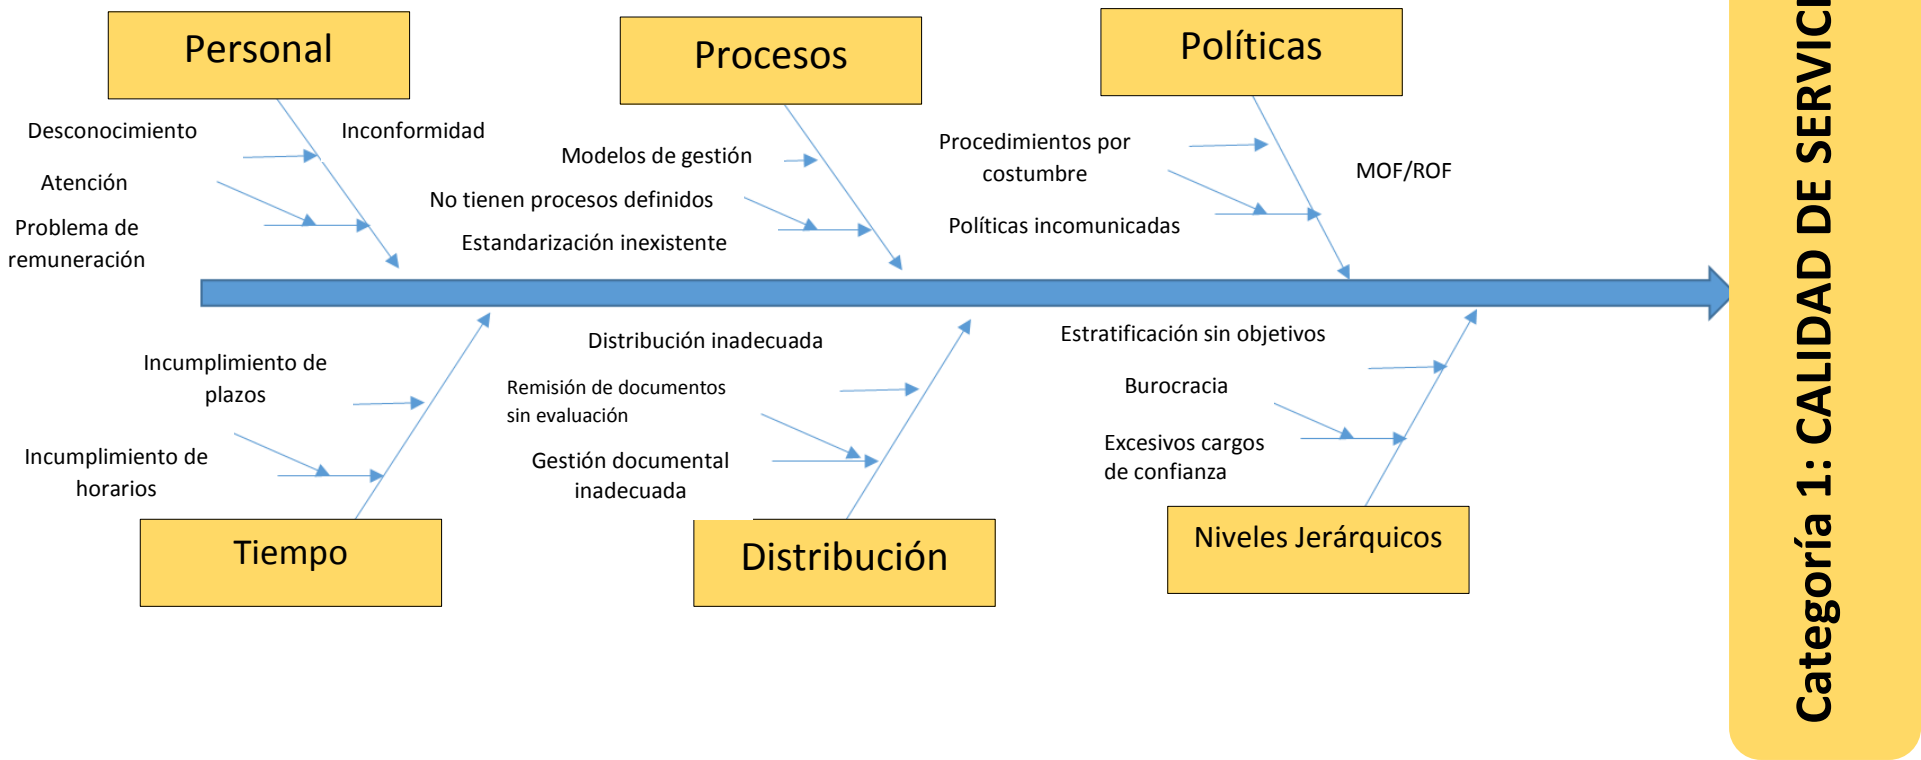 Personal
Procesos
Políticas
Desconocimiento
Inconformidad
Atención
Problema de
remuneración
Modelos de gestión
No tienen procesos definidos
Estandarización inexistente
Procedimientos por
costumbre
MOF/ROF
Políticas incomunicadas
Incumplimiento de
plazos
Incumplimiento de
horarios
Distribución inadecuada
Remisión de documentos
sin evaluación
Gestión documental
inadecuada
Estratificación sin objetivos
Burocracia
Excesivos cargos
de confianza
Tiempo
Distribución
Niveles Jerárquicos
Categoría 1: CALIDAD DE SERVICI